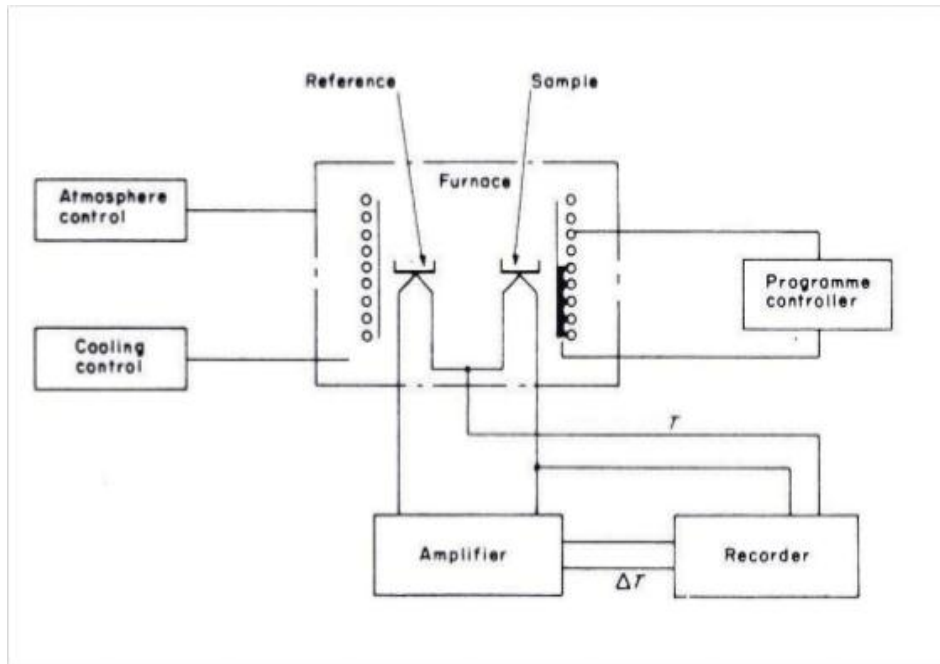 Reference
Sample
Furnace
Atmosphere
control
Programme
controller
Cooling
control
T
Amplifier
ΔT
Recorder